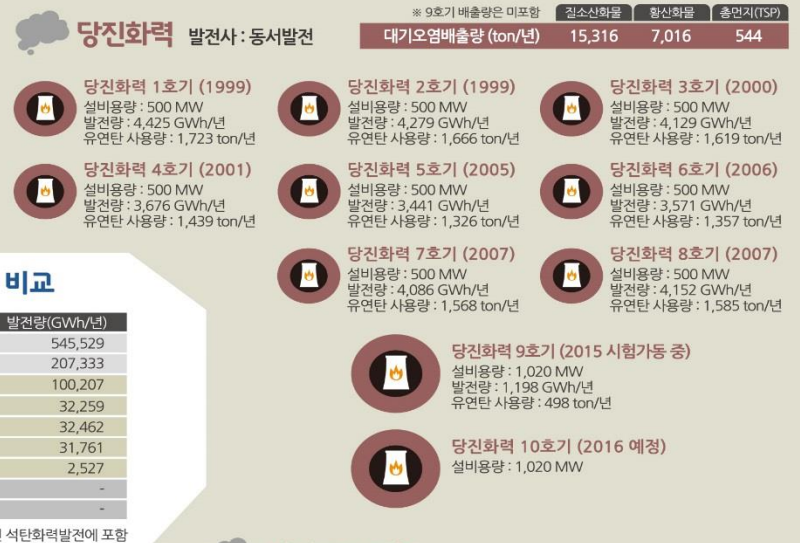 ※ 9호기 배출량은 미포함 질소산화물 황산화물 총먼지(TSP)
당진화력 발전사 : 동서발전
대기오염배출량 (ton/년) 15,316 7,016 544
당진화력 1호기 (1999)
설비용량 : 500 MW
발전량 : 4,425 GWh/년
유연탄 사용량 : 1,723 ton/년
당진화력 2호기 (1999)
설비용량 : 500 MW
발전량 : 4,279 GWh/년
유연탄 사용량 : 1,666 ton/년
당진화력 3호기 (2000)
설비용량 : 500 MW
발전량 : 4,129 GWh/년
유연탄 사용량 : 1,619 ton/년
당진화력 4호기 (2001)
설비용량 : 500 MW
발전량 : 3,676 GWh/년
유연탄 사용량 : 1,439 ton/년
당진화력 5호기 (2005)
설비용량 : 500 MW
발전량 : 3,441 GWh/년
유연탄 사용량 : 1,326 ton/년
당진화력 6호기 (2006)
설비용량 : 500 MW
발전량 : 3,571 GWh/년
유연탄 사용량 : 1,357 ton/년
당진화력 7호기 (2007)
설비용량 : 500 MW
발전량 : 4,086 GWh/년
유연탄 사용량 : 1,568 ton/년
당진화력 8호기 (2007)
설비용량 : 500 MW
발전량 : 4,152 GWh/년
유연탄 사용량 : 1,585 ton/년
당진화력 9호기 (2015 시험가동 중)
설비용량 : 1,020 MW
발전량 : 1,198 GWh/년
유연탄 사용량 : 498 ton/년
당진화력 10호기 (2016 예정)
설비용량 : 1,020 MW
비교
발전량(GWh/년)
545,529
207,333
100,207
32,259
32,462
31,761
2,527
-
-
석탄화력발전에 포함